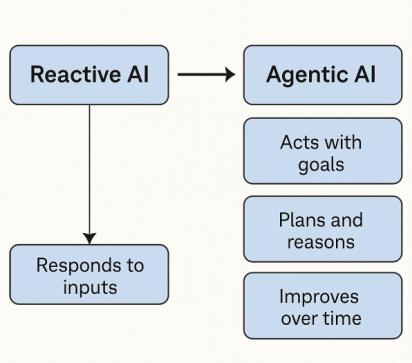 Reactive AI
Agentic AI
Acts with
goals
Plans and
reasons
Responds to
inputs
Improves
over time